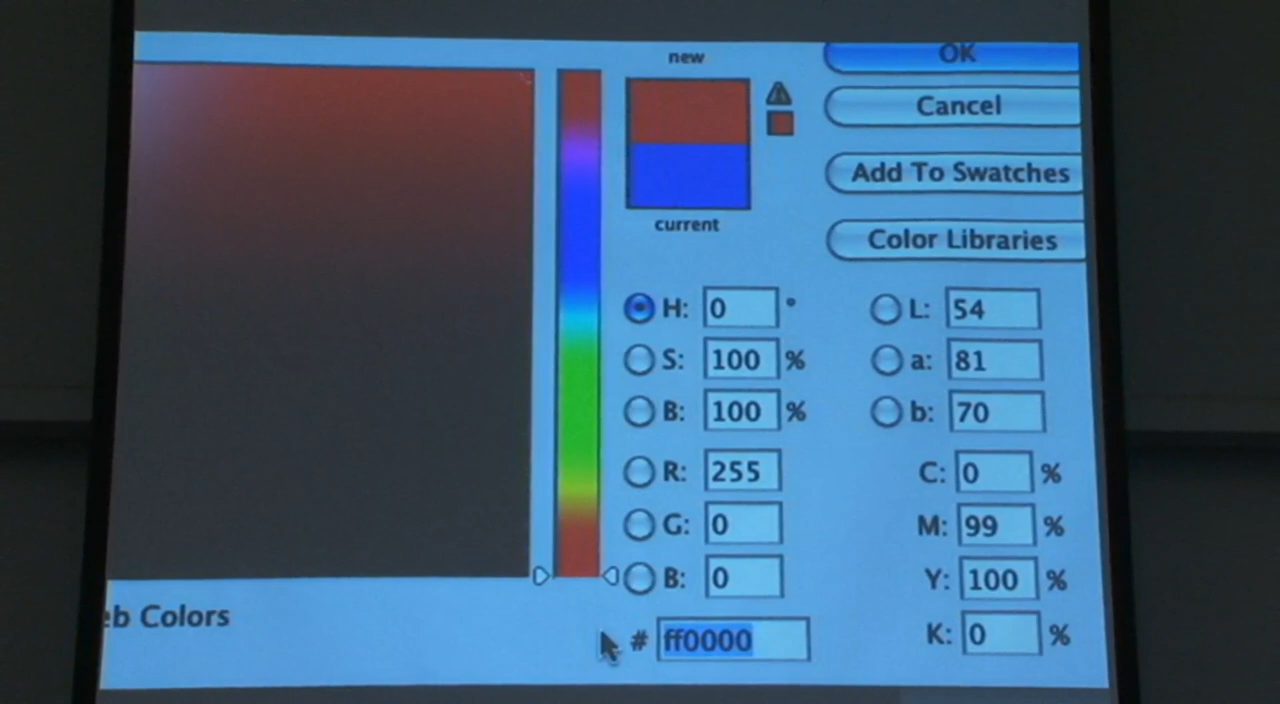 new
OK
Cancel
Add To Swatches
current
Color Libraries
H: 0 °
L: 54
S: 100 %
a: 81
B: 100 %
b: 70
R: 255
C: 0 %
G: 0
M: 99 %
B: 0
Y: 100 %
eb Colors
# ff0000
K: 0 %